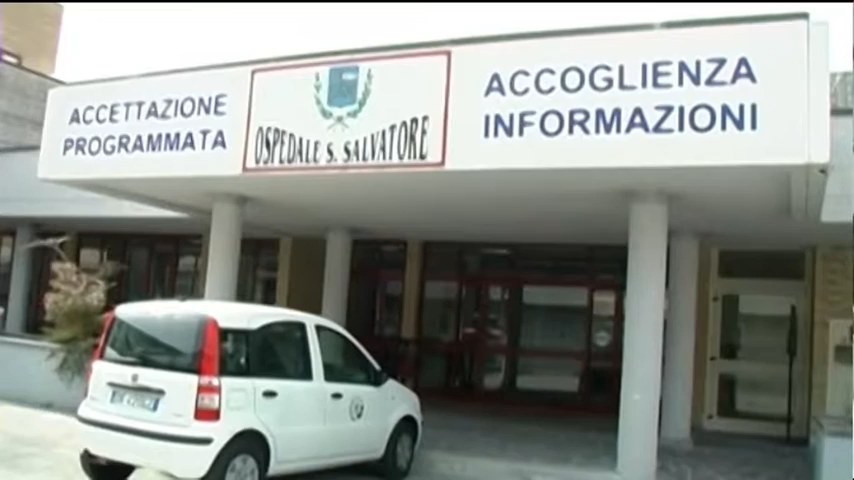 ACCETTAZIONE
PROGRAMMATA
OSPEDALE S. SALVATORE
ACCOGLIENZA
INFORMAZIONI